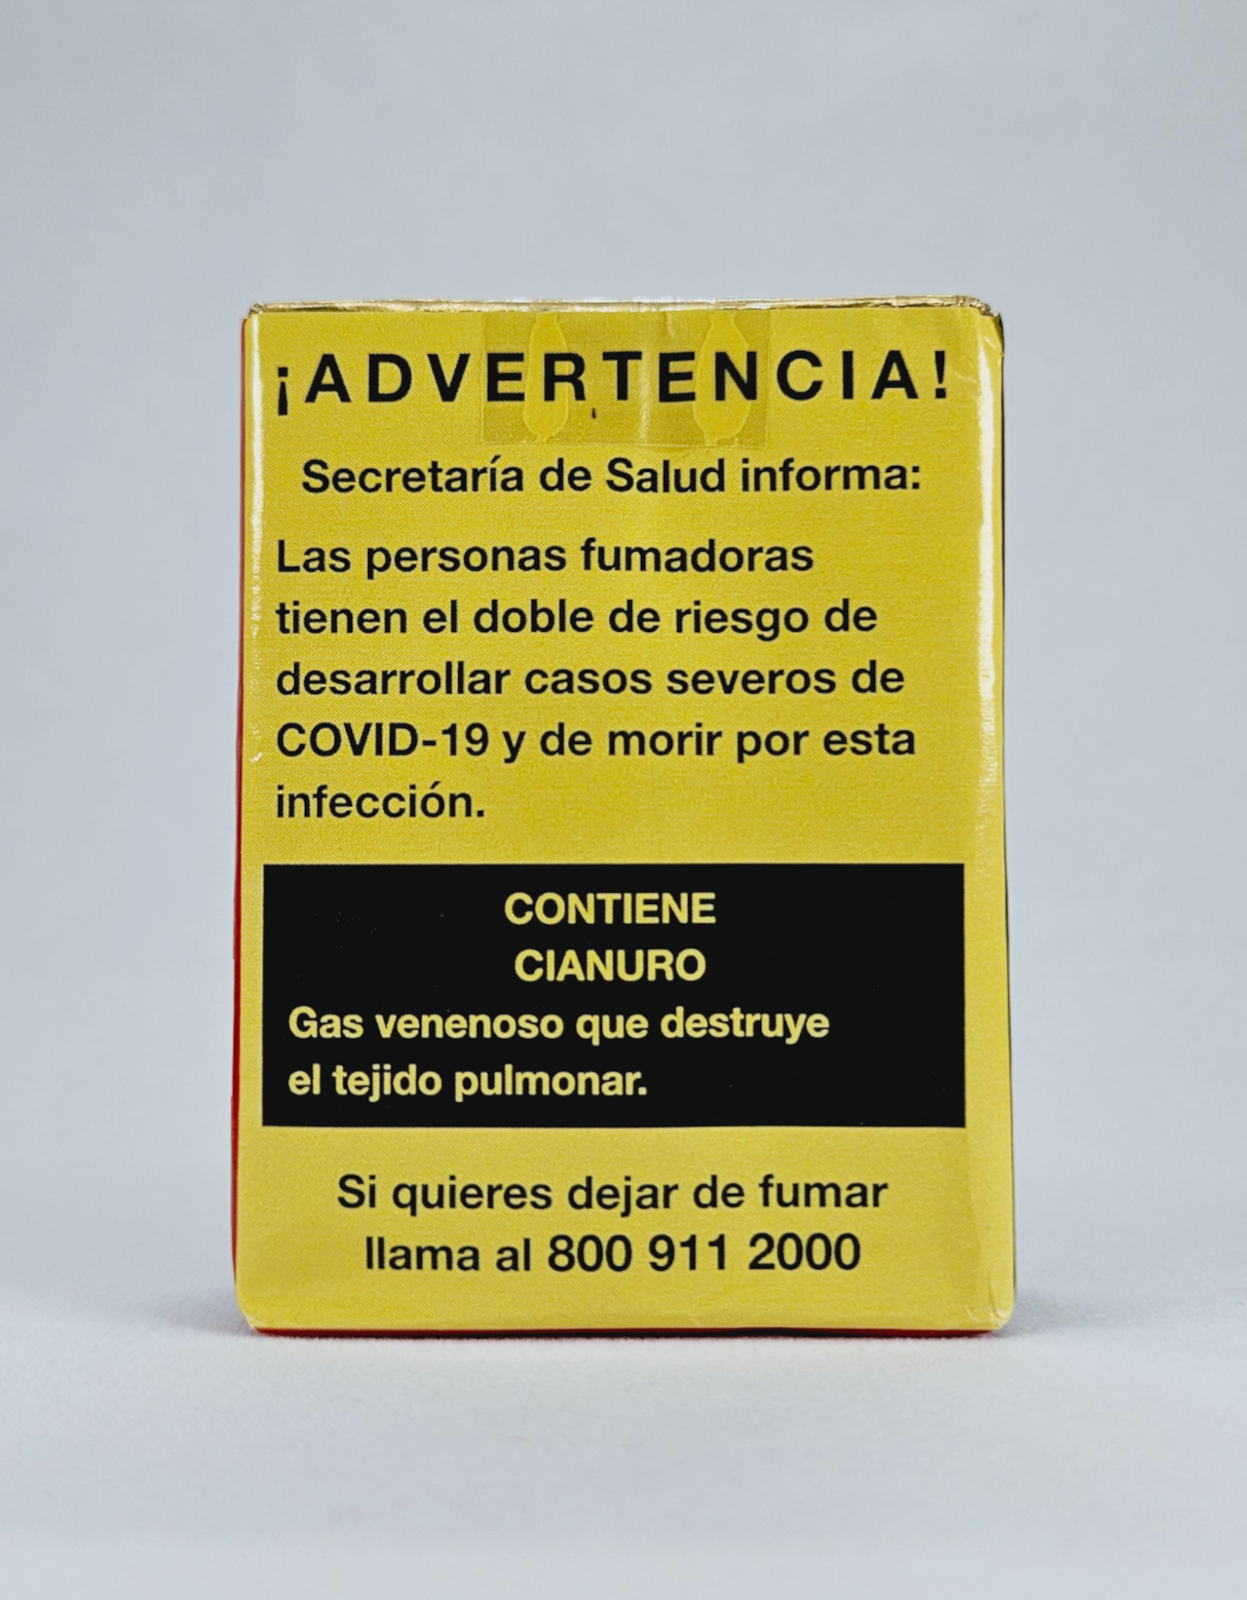 ¡ADVERTENCIA!
Secretaría de Salud informa:
Las personas fumadoras
tienen el doble de riesgo de
desarrollar casos severos de
COVID-19 y de morir por esta
infección.
CONTIENE
CIANURO
Gas venenoso que destruye
el tejido pulmonar.
Si quieres dejar de fumar
llama al 800 911 2000